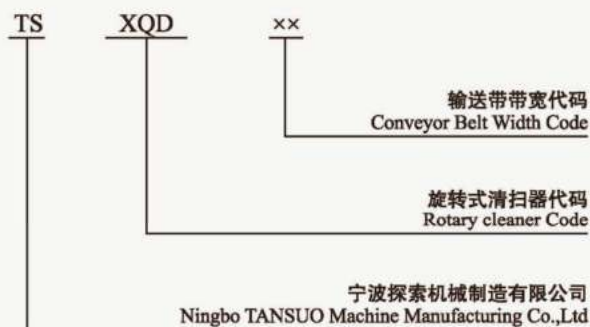 TS XQD ××
输送带带宽代码
Conveyor Belt Width Code
旋转式清扫器代码
Rotary cleaner Code
宁波探索机械制造有限公司
Ningbo TANSUO Machine Manufacturing Co.,Ltd